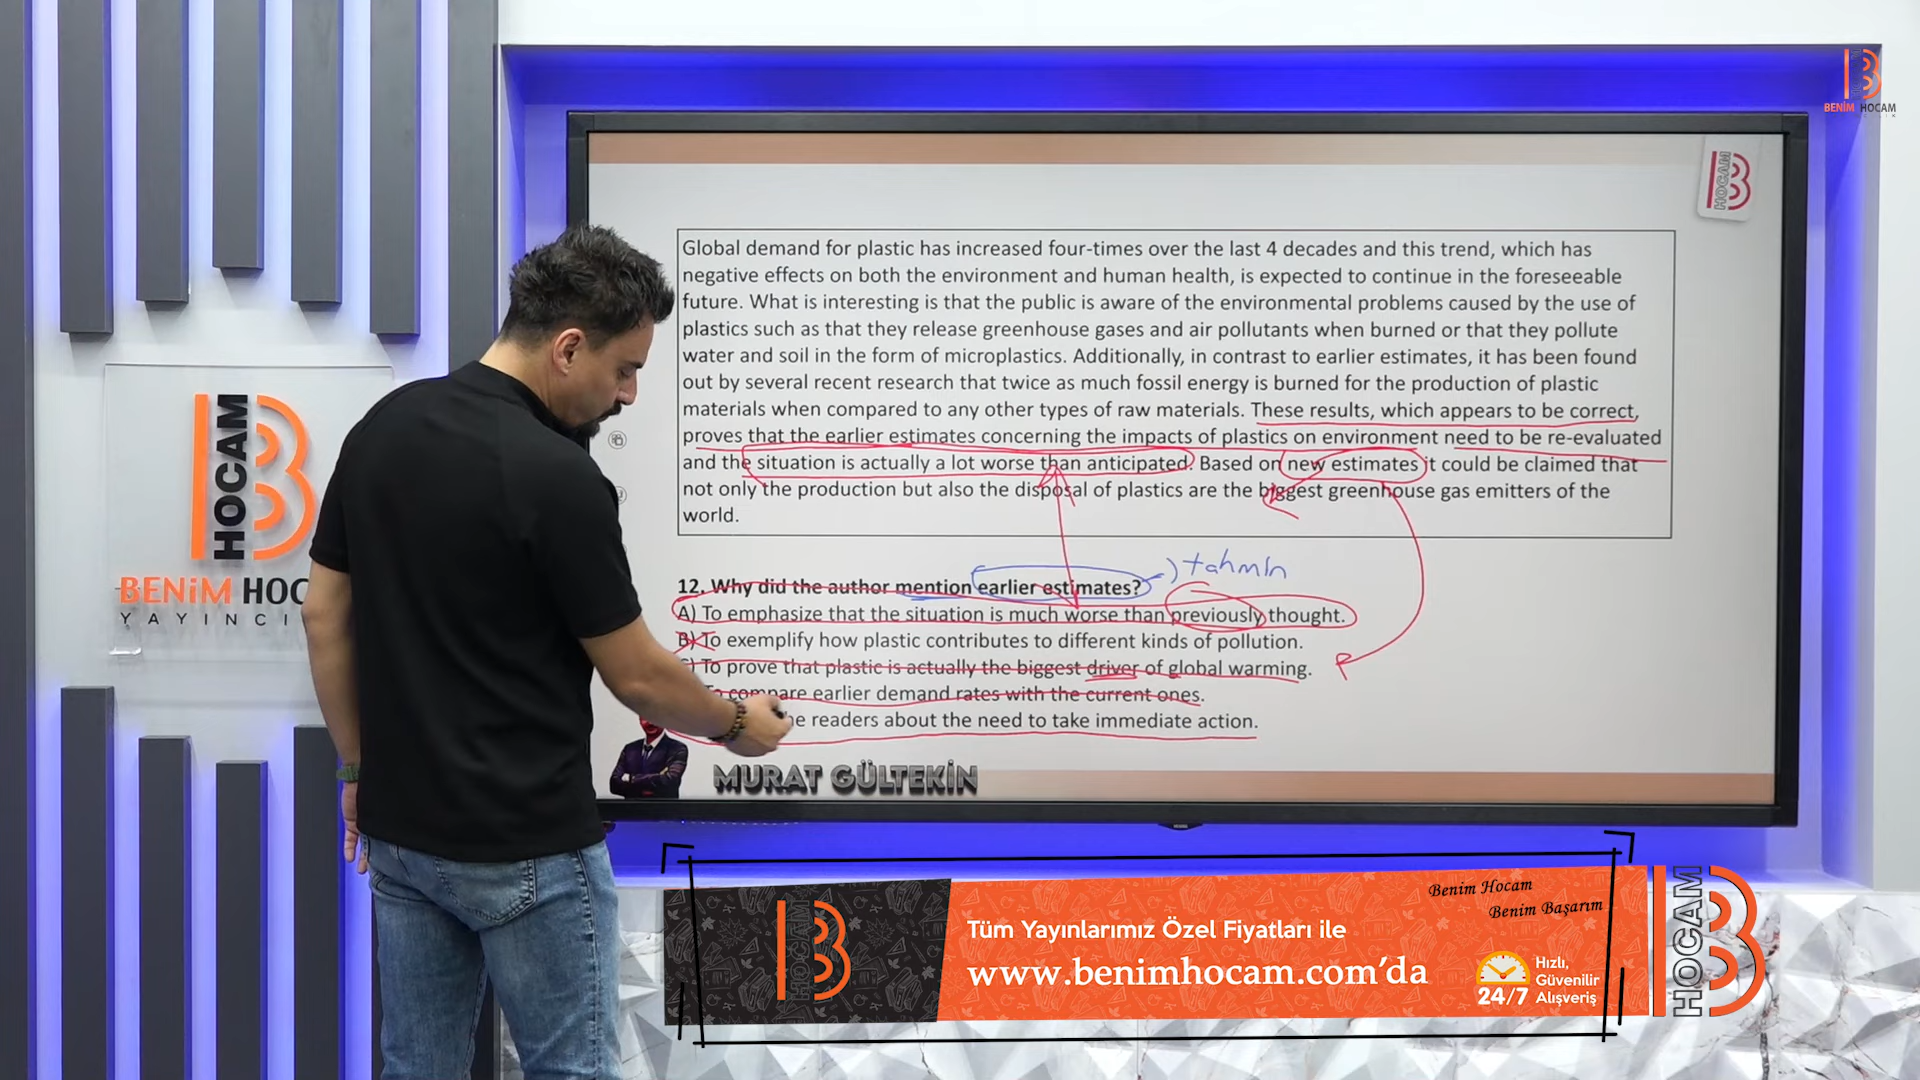 BENİM HOCAM
HOCAM
Global demand for plastic has increased four-times over the last 4 decades and this trend, which has
negative effects on both the environment and human health, is expected to continue in the foreseeable
future. What is interesting is that the public is aware of the environmental problems caused by the use of
plastics such as that they release greenhouse gases and air pollutants when burned or that they pollute
water and soil in the form of microplastics. Additionally, in contrast to earlier estimates, it has been found
out by several recent research that twice as much fossil energy is burned for the production of plastic
materials when compared to any other types of raw materials. These results, which appears to be correct,
proves that the earlier estimates concerning the impacts of plastics on environment need to be re-evaluated
and the situation is actually a lot worse than anticipated. Based on new estimates it could be claimed that
not only the production but also the disposal of plastics are the biggest greenhouse gas emitters of the
world.
tahmin
12. Why did the author mention earlier estimates?
A) To emphasize that the situation is much worse than previously thought.
B) To exemplify how plastic contributes to different kinds of pollution.
C) To prove that plastic is actually the biggest driver of global warming.
To compare earlier demand rates with the current ones.
he readers about the need to take immediate action.
MURAT GÜLTEKİN
HOCAM
BENİM HOC
YAYINCI
Benim Hocam
Benim Başarım
Tüm Yayınlarımız Özel Fiyatları ile
www.benimhocam.com'da
24/7
Hızlı,
Güvenilir
Alışveriş
HOCAM
HOCAM